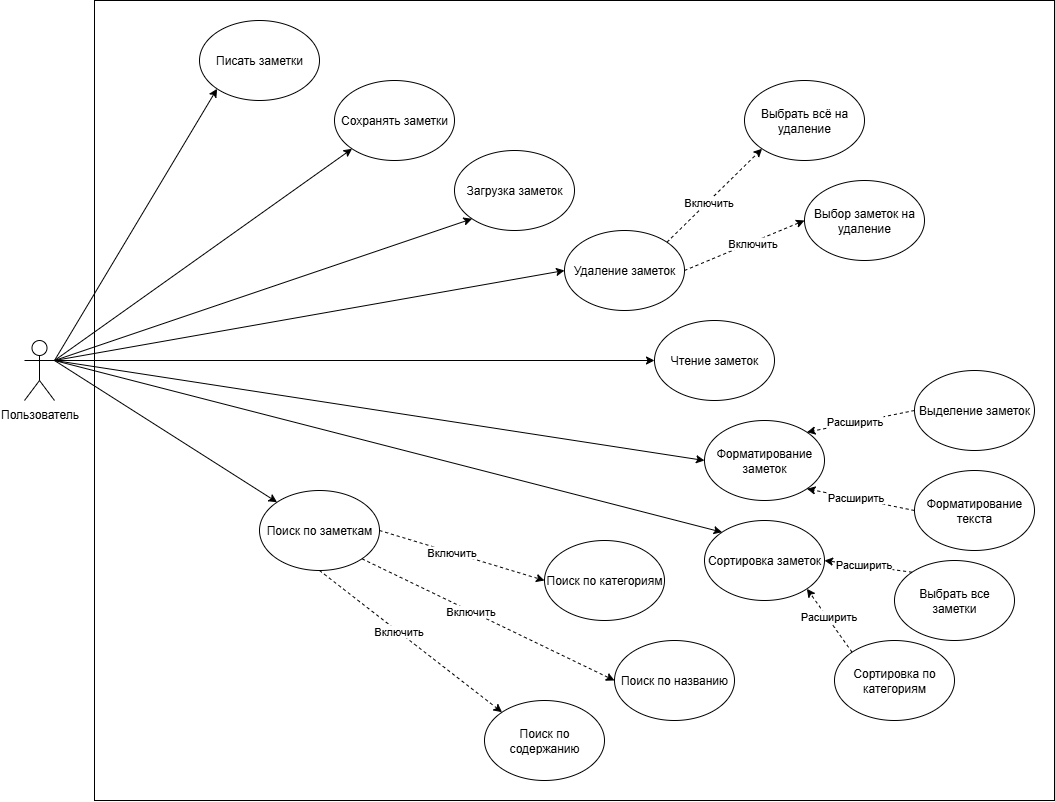 Писать заметки
Сохранять заметки
Выбрать всё на
удаление
Загрузка заметок
Включить
Выбор заметок на
удаление
Включить
Удаление заметок
Чтение заметок
Пользователь
Выделение заметок
Расширить
Форматирование
заметок
Расширить
Форматирование
текста
Поиск по заметкам
Включить
Поиск по категориям
Сортировка заметок
Расширить
Выбрать все
заметки
Включить
Расширить
Включить
Поиск по названию
Сортировка по
категориям
Поиск по
содержанию